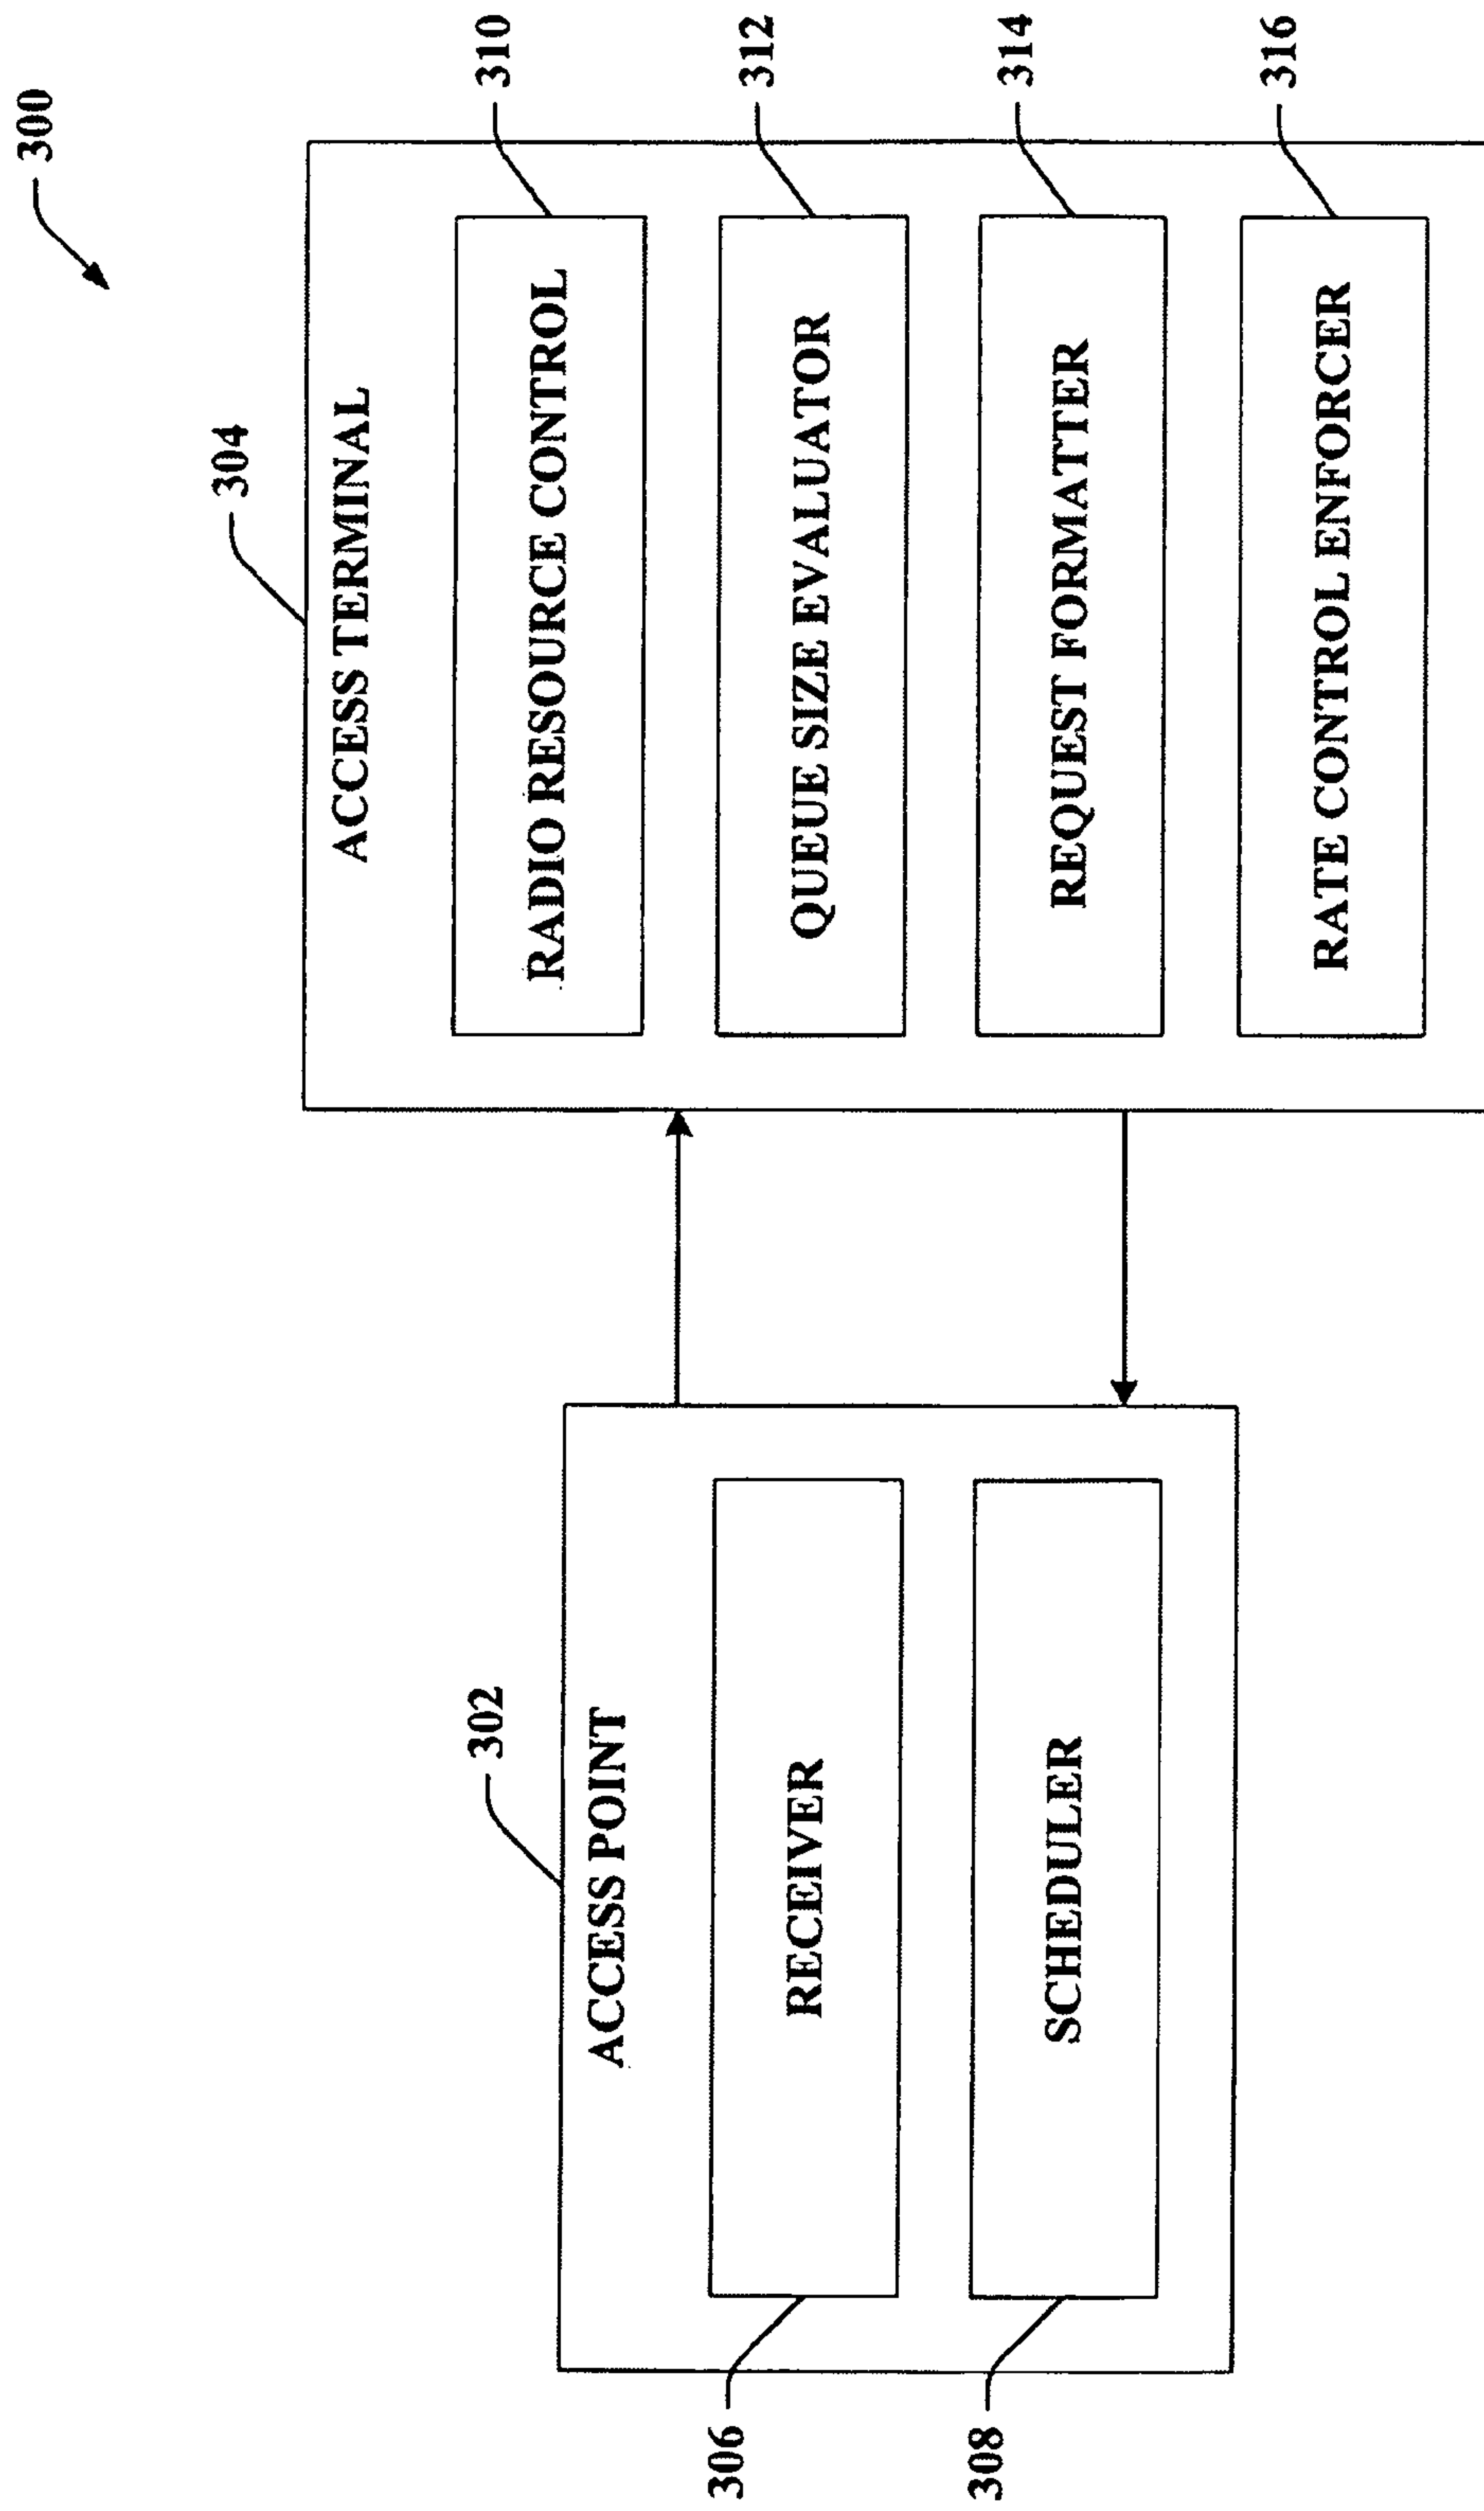 300
304
ACCESS TERMINAL
310
RADIO RESOURCE CONTROL
312
QUEUE SIZE EVALUATOR
314
REQUEST FORMATTER
316
RATE CONTROL ENFORCER
302
ACCESS POINT
306
RECEIVER
308
SCHEDULER